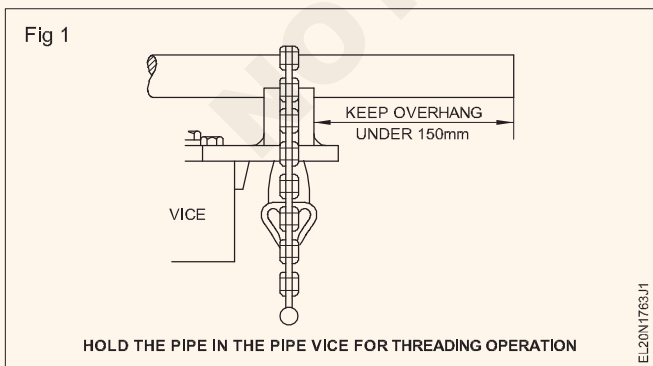 Fig 1
KEEP OVERHANG
UNDER 150mm
VICE
HOLD THE PIPE IN THE PIPE VICE FOR THREADING OPERATION
EL20N1763J1